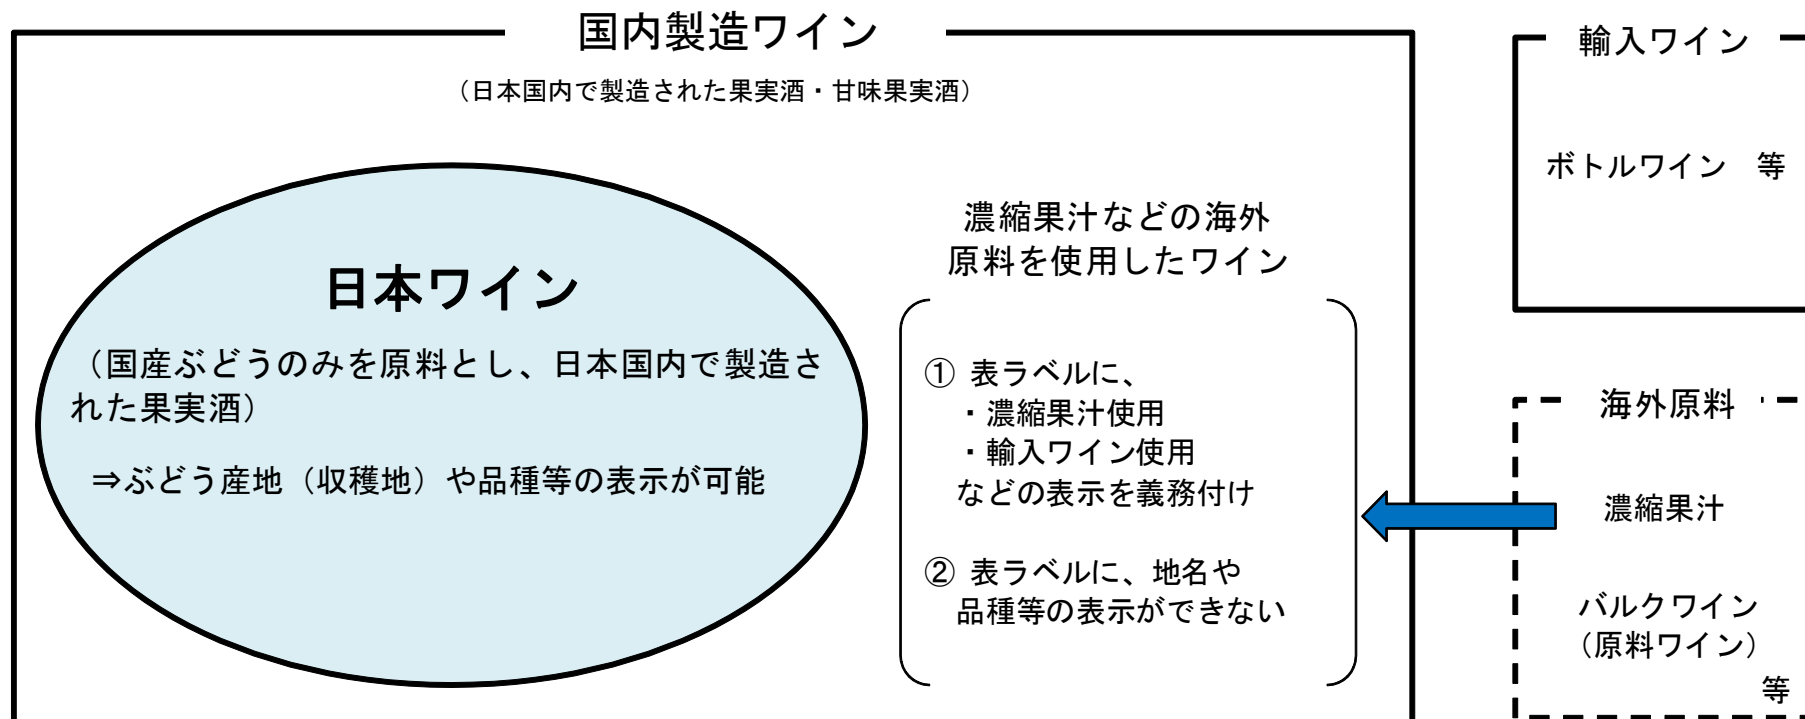 国内製造ワイン
（日本国内で製造された果実酒・甘味果実酒）
日本ワイン
（国産ぶどうのみを原料とし、日本国内で製造さ
れた果実酒）
⇒ぶどう産地（収穫地）や品種等の表示が可能
濃縮果汁などの海外
原料を使用したワイン
① 表ラベルに、
・濃縮果汁使用
・輸入ワイン使用
などの表示を義務付け
② 表ラベルに、地名や
品種等の表示ができない
輸入ワイン
ボトルワイン　等
海外原料
濃縮果汁
バルクワイン
（原料ワイン）
等